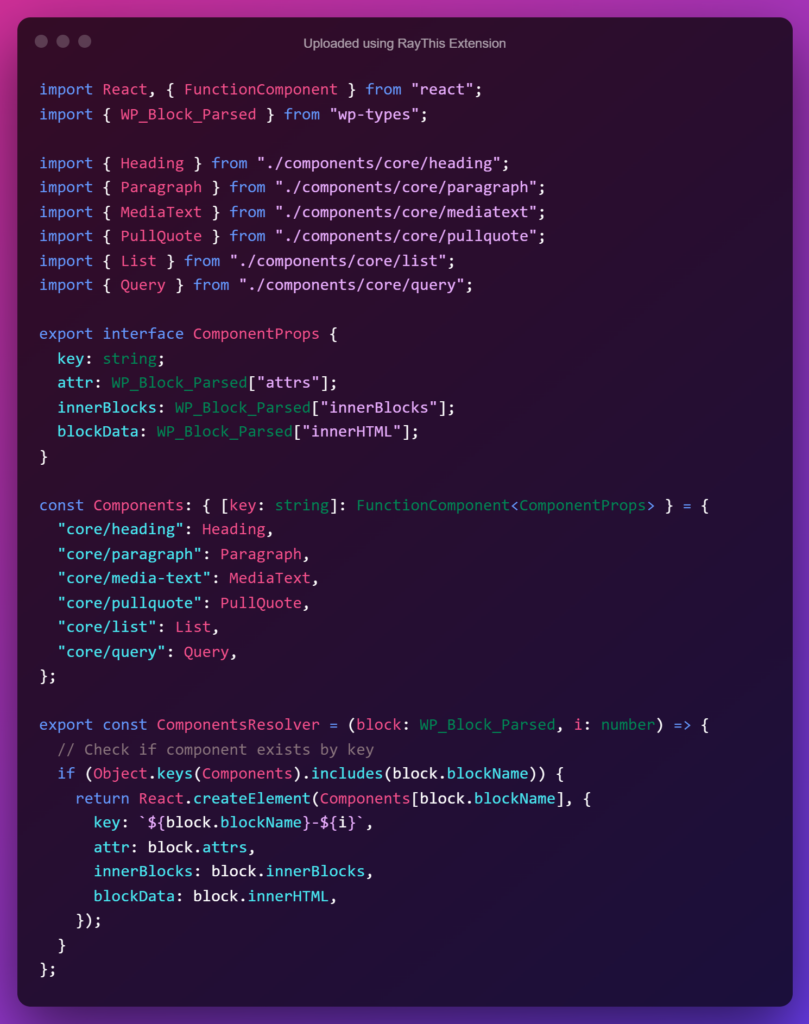 Uploaded using RayThis Extension
import React, { FunctionComponent } from "react";
import { WP_Block_Parsed } from "wp-types";

import { Heading } from "./components/core/heading";
import { Paragraph } from "./components/core/paragraph";
import { MediaText } from "./components/core/mediatext";
import { PullQuote } from "./components/core/pullquote";
import { List } from "./components/core/list";
import { Query } from "./components/core/query";

export interface ComponentProps {
  key: string;
  attr: WP_Block_Parsed["attrs"];
  innerBlocks: WP_Block_Parsed["innerBlocks"];
  blockData: WP_Block_Parsed["innerHTML"];
}

const Components: { [key: string]: FunctionComponent<ComponentProps> } = {
  "core/heading": Heading,
  "core/paragraph": Paragraph,
  "core/media-text": MediaText,
  "core/pullquote": PullQuote,
  "core/list": List,
  "core/query": Query,
};

export const ComponentsResolver = (block: WP_Block_Parsed, i: number) => {
  // Check if component exists by key
  if (Object.keys(Components).includes(block.blockName)) {
    return React.createElement(Components[block.blockName], {
      key: `${block.blockName}-${i}`,
      attr: block.attrs,
      innerBlocks: block.innerBlocks,
      blockData: block.innerHTML,
    });
  }
};